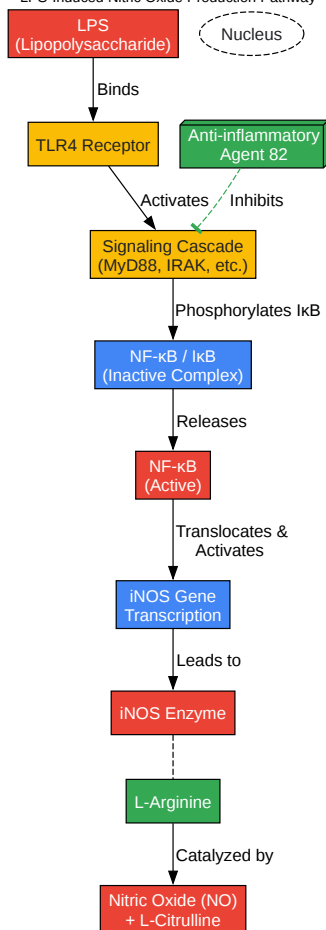 LPS-Induced Nitric Oxide Production Pathway
LPS
(Lipopolysaccharide)
Nucleus
Binds
TLR4 Receptor
Anti-inflammatory
Agent 82
Activates
Inhibits
Signaling Cascade
(MyD88, IRAK, etc.)
Phosphorylates IκB
NF-κB / IκB
(Inactive Complex)
Releases
NF-κB
(Active)
Translocates &
Activates
iNOS Gene
Transcription
Leads to
iNOS Enzyme
L-Arginine
Catalyzed by
Nitric Oxide (NO)
+ L-Citrulline